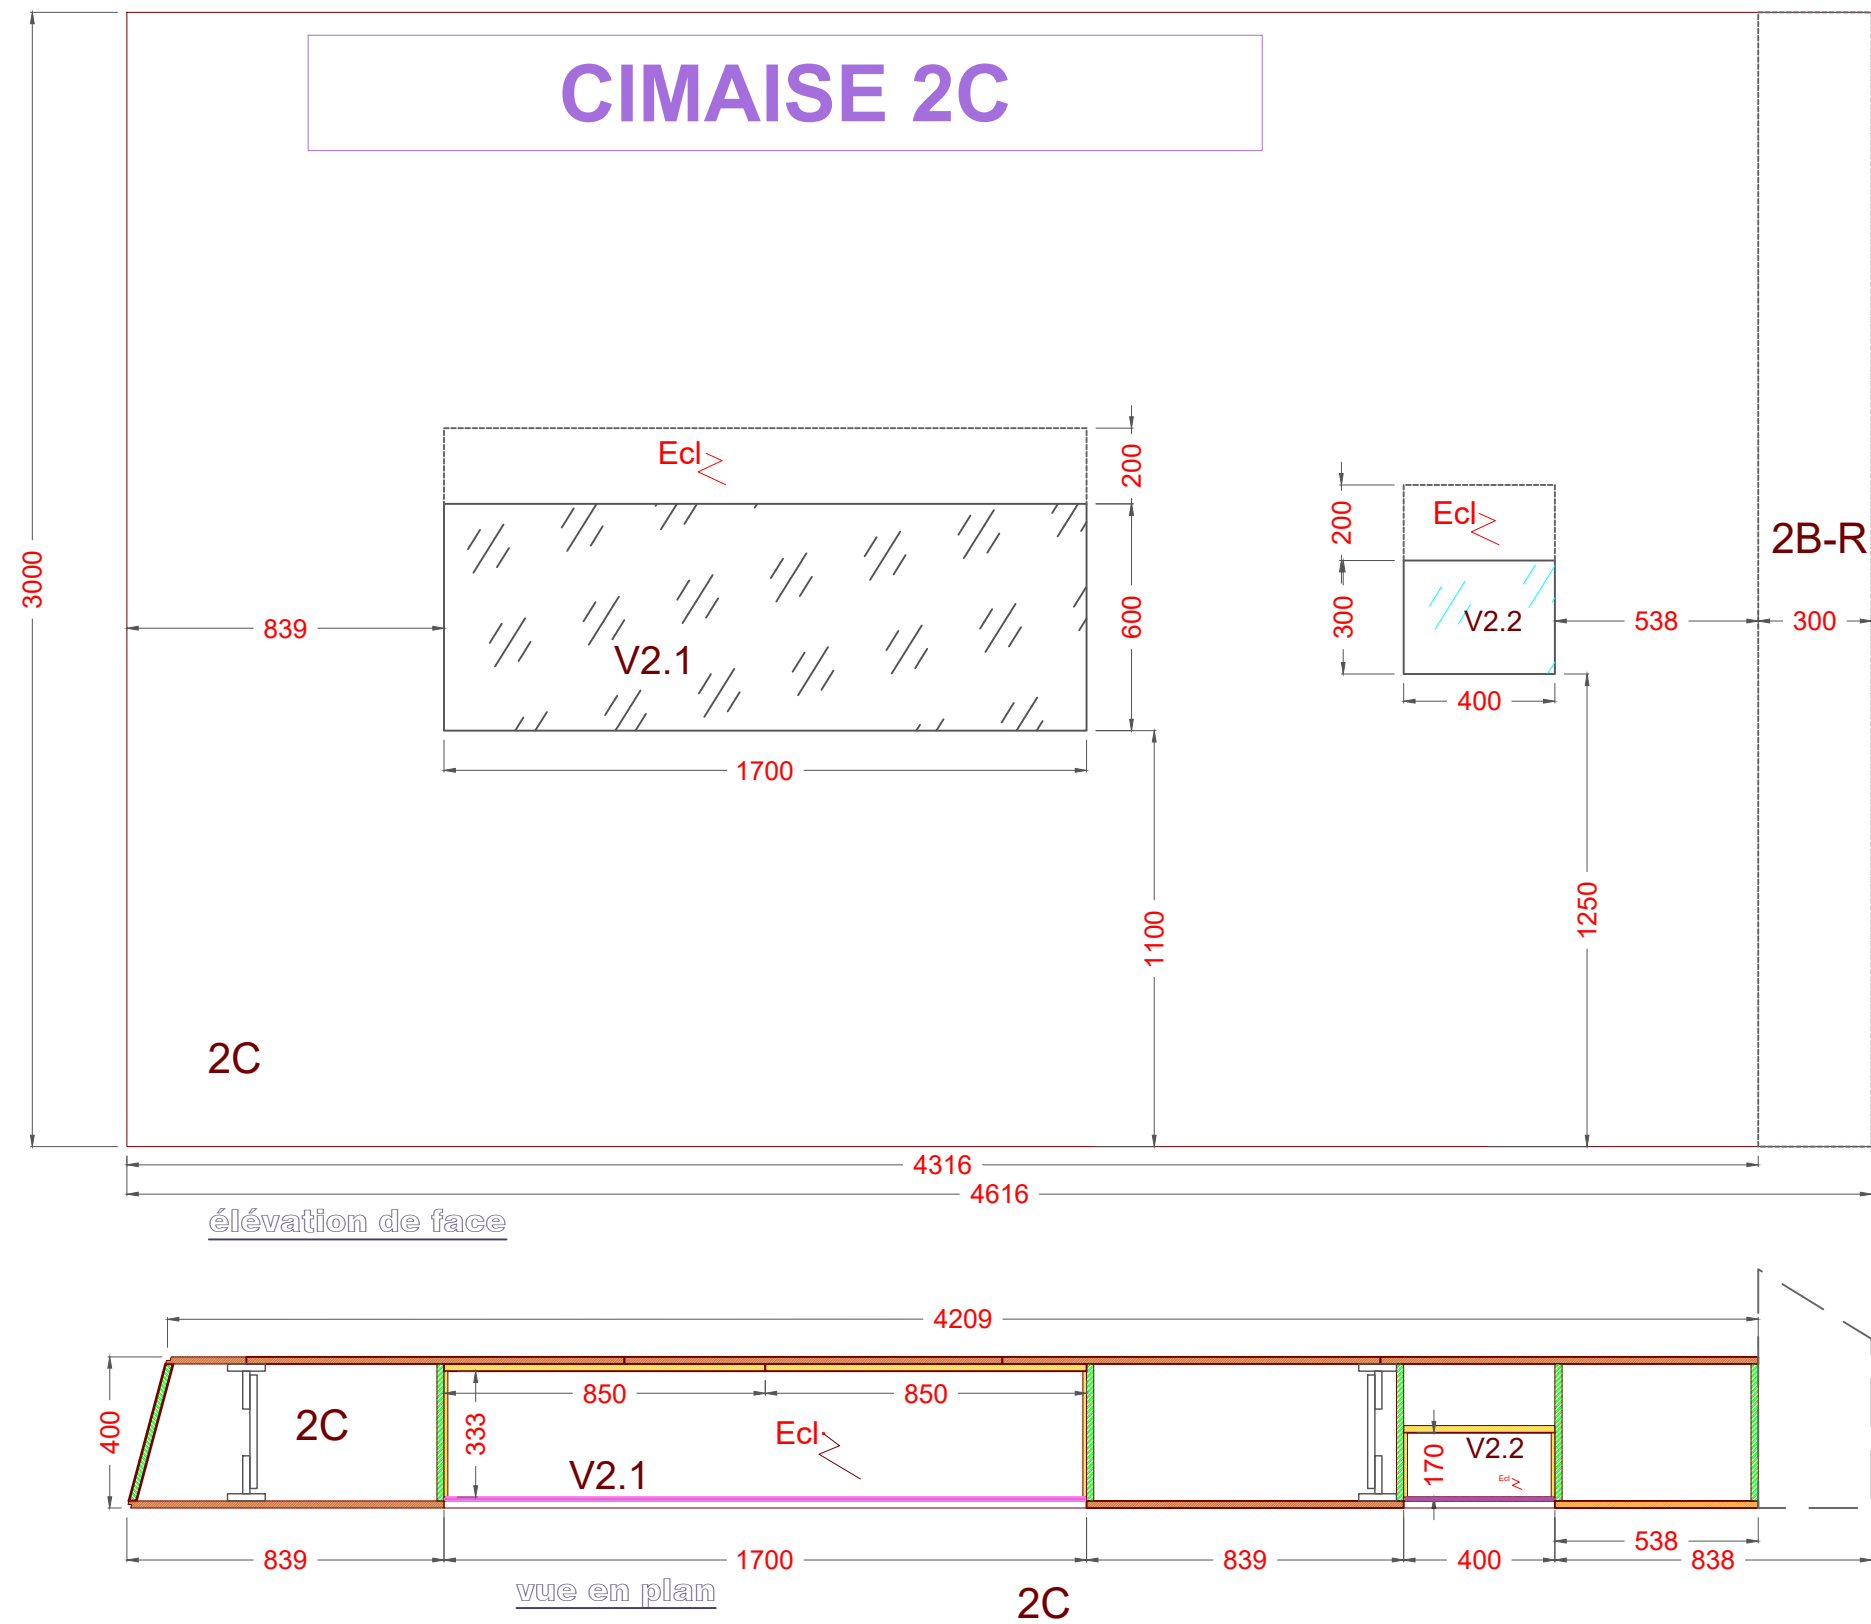 CIMAISE 2C
3000
Ecl
200
Ecl
200
2B-R
839
V2.1
600
300
V2.2
538
300
400
1700
1100
1250
2C
4316
4616
élévation de face
4209
400
2C
850
850
333
Ecl
V2.1
V2.2
170
Ecl
538
839
1700
839
400
838
vue en plan
2C